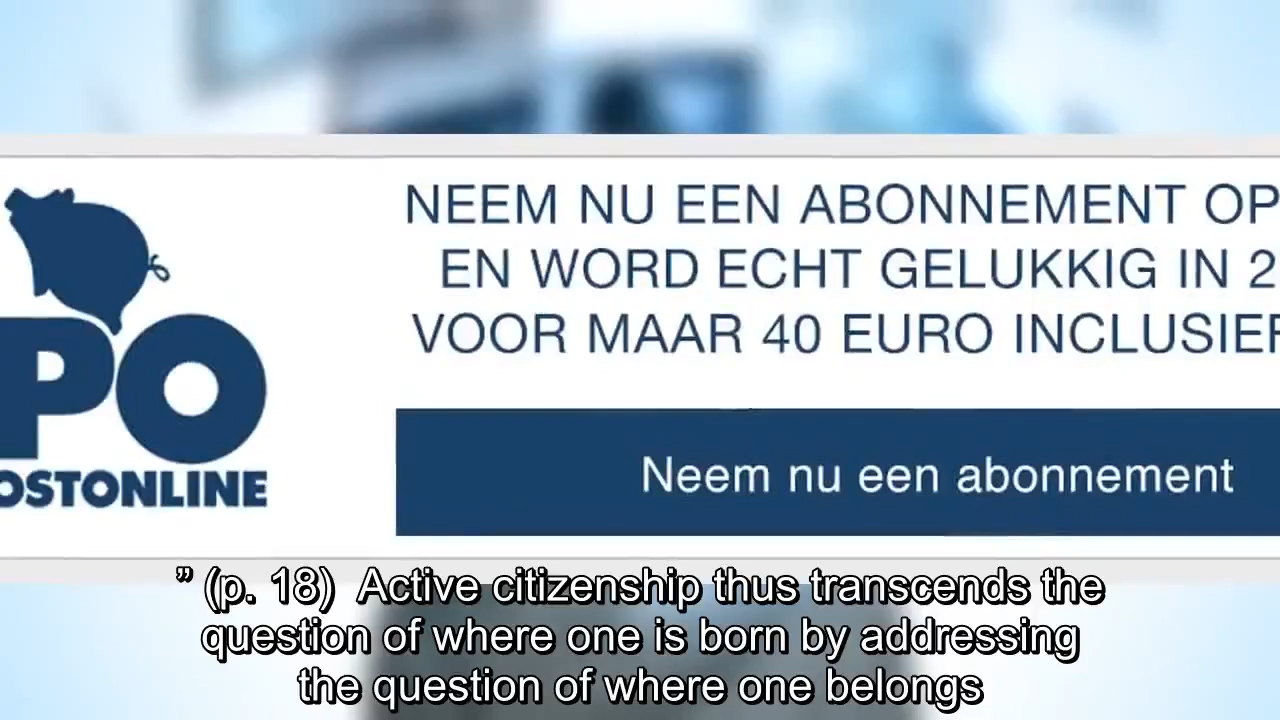 NEEM NU EEN ABONNEMENT OP
EN WORD ECHT GELUKKIG IN 2
VOOR MAAR 40 EURO INCLUSIEF
PO
OSTONLINE
Neem nu een abonnement
” (p. 18)  Active citizenship thus transcends the
question of where one is born by addressing
the question of where one belongs